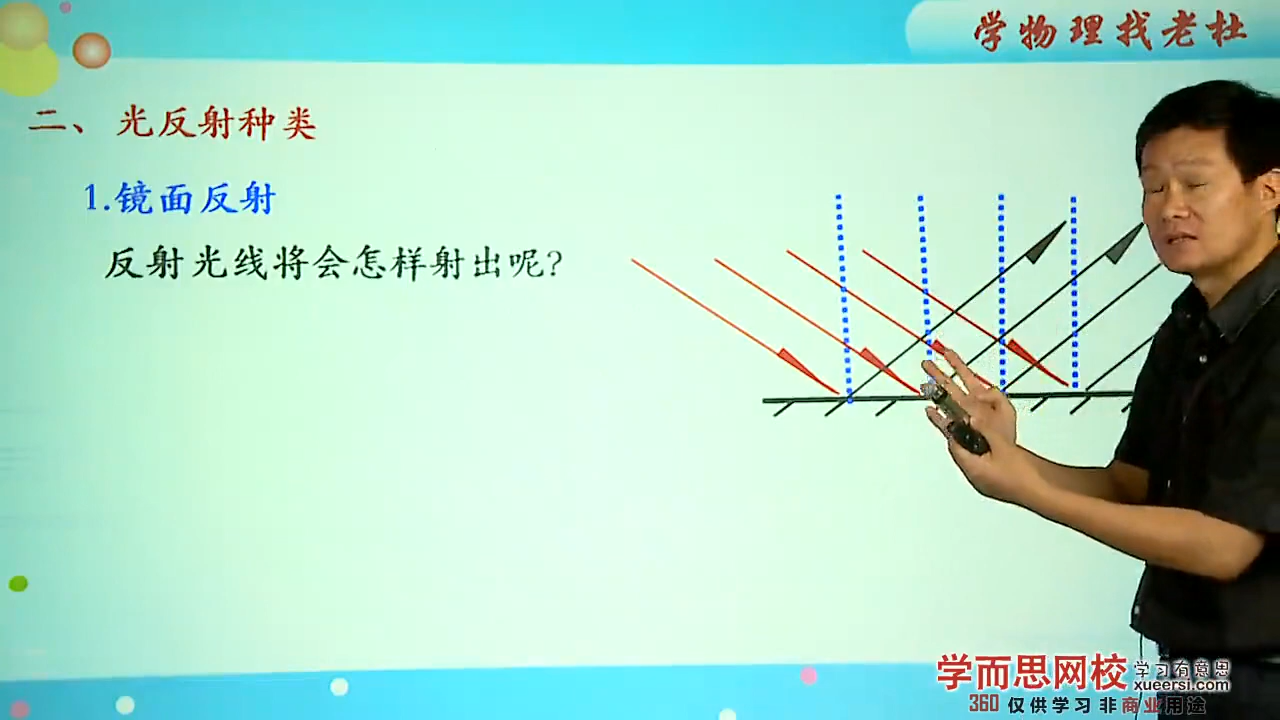 学物理找老杜
二、光反射种类
1.镜面反射
反射光线将会怎样射出呢?
学而思网校
学习有意思
xueersi.com
360 仅供学习 非商业用途